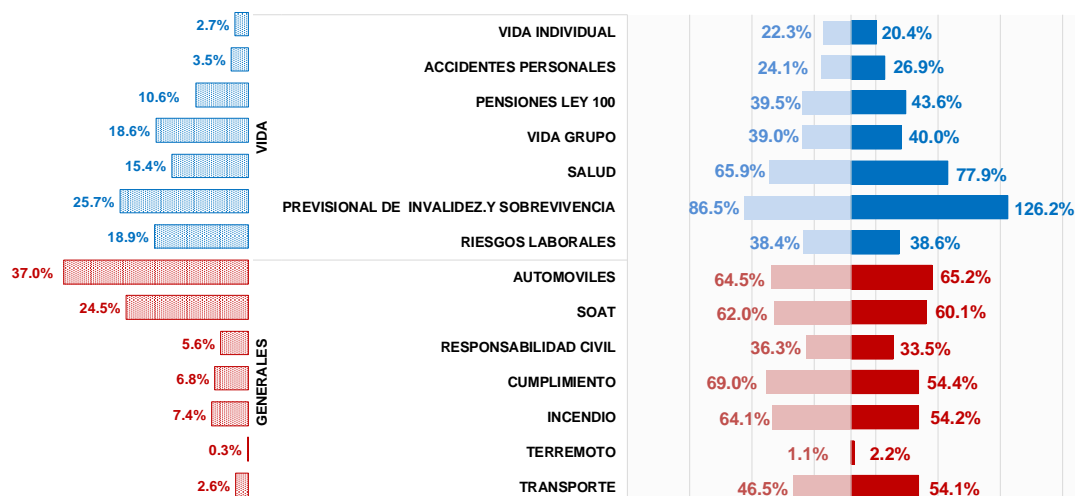 2.7% VIDA INDIVIDUAL 22.3% 20.4%
3.5% ACCIDENTES PERSONALES 24.1% 26.9%
10.6% PENSIONES LEY 100 39.5% 43.6%
VIDA
18.6% VIDA GRUPO 39.0% 40.0%
15.4% SALUD 65.9% 77.9%
25.7% PREVISIONAL DE INVALIDEZ.Y SOBREVIVENCIA 86.5% 126.2%
18.9% RIESGOS LABORALES 38.4% 38.6%
37.0% AUTOMOVILES 64.5% 65.2%
24.5% SOAT 62.0% 60.1%
5.6% RESPONSABILIDAD CIVIL 36.3% 33.5%
GENERALES
6.8% CUMPLIMIENTO 69.0% 54.4%
7.4% INCENDIO 64.1% 54.2%
0.3% TERREMOTO 1.1% 2.2%
2.6% TRANSPORTE 46.5% 54.1%